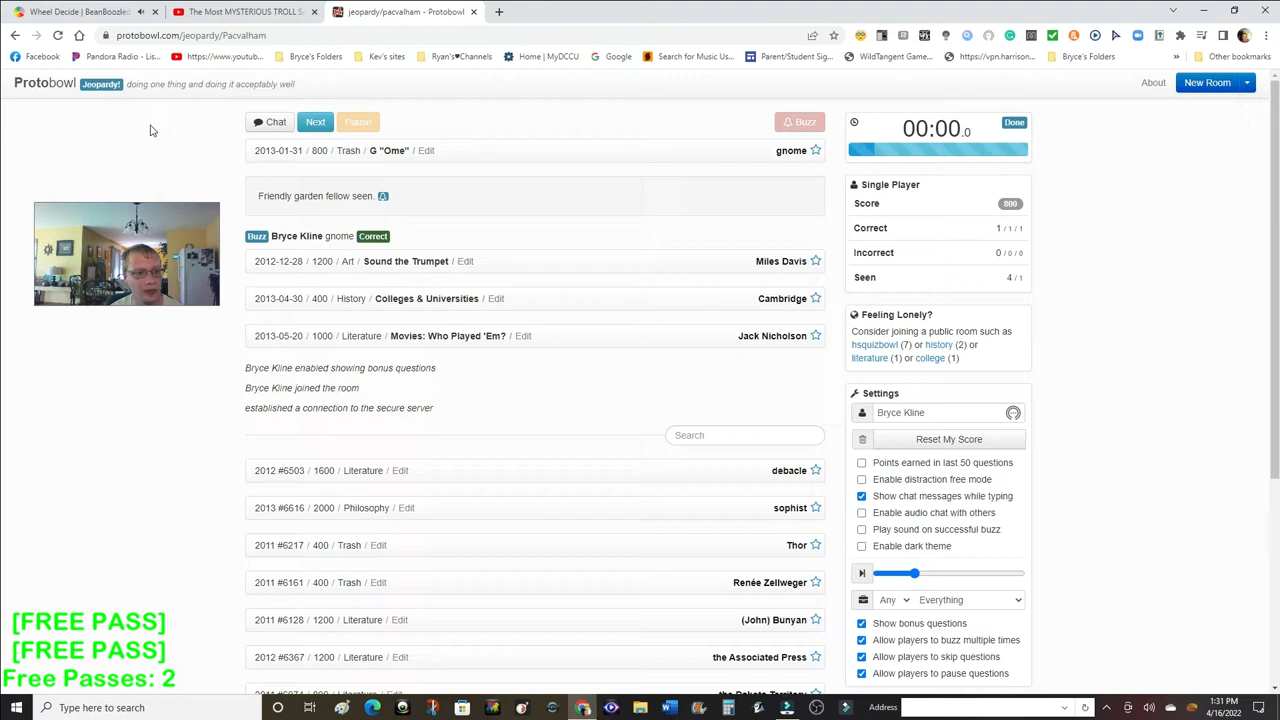 Wheel Decide | BeanBoozled
The Most MYSTERIOUS TROLL S
jeopardy/pacvalham - Protobowl
protobowl.com/jeopardy/Pacvalham
Facebook
Pandora Radio - Lis...
https://www.youtub...
Bryce's Folders
Kev's sites
Ryan's♥Channels
Home | MyDCCU
Google
Search for Music Us...
Parent/Student Sign...
WildTangent Game...
https://vpn.harrison...
Bryce's Folders
»
Other bookmarks
Protobowl Jeopardy! doing one thing and doing it acceptably well
About
New Room
Chat
Next
Pause
Buzz
2013-01-31 / 800 / Trash / G "Ome" / Edit
gnome
Friendly garden fellow seen.
Buzz Bryce Kline gnome Correct
2012-12-28 / 1200 / Art / Sound the Trumpet / Edit
Miles Davis
2013-04-30 / 400 / History / Colleges & Universities / Edit
Cambridge
2013-05-20 / 1000 / Literature / Movies: Who Played 'Em? / Edit
Jack Nicholson
Bryce Kline enabled showing bonus questions
Bryce Kline joined the room
established a connection to the secure server
Search
2012 #6503 / 1600 / Literature / Edit
debacle
2013 #6616 / 2000 / Philosophy / Edit
sophist
2011 #6217 / 400 / Trash / Edit
Thor
2011 #6161 / 400 / Trash / Edit
Renée Zellweger
2011 #6128 / 1200 / Literature / Edit
(John) Bunyan
2012 #6367 / 1200 / Literature / Edit
the Associated Press
the Dakota Territory
00:00.0
Done
Single Player
Score 800
Correct 1 / 1 / 1
Incorrect 0 / 0 / 0
Seen 4 / 1
Feeling Lonely?
Consider joining a public room such as
hsquizbowl (7) or history (2) or
literature (1) or college (1)
Settings
Bryce Kline
Reset My Score
Points earned in last 50 questions
Enable distraction free mode
Show chat messages while typing
Enable audio chat with others
Play sound on successful buzz
Enable dark theme
Any
Everything
Show bonus questions
Allow players to buzz multiple times
Allow players to skip questions
Allow players to pause questions
[FREE PASS]
[FREE PASS]
Free Passes: 2
Type here to search
Address
1:31 PM
4/16/2022